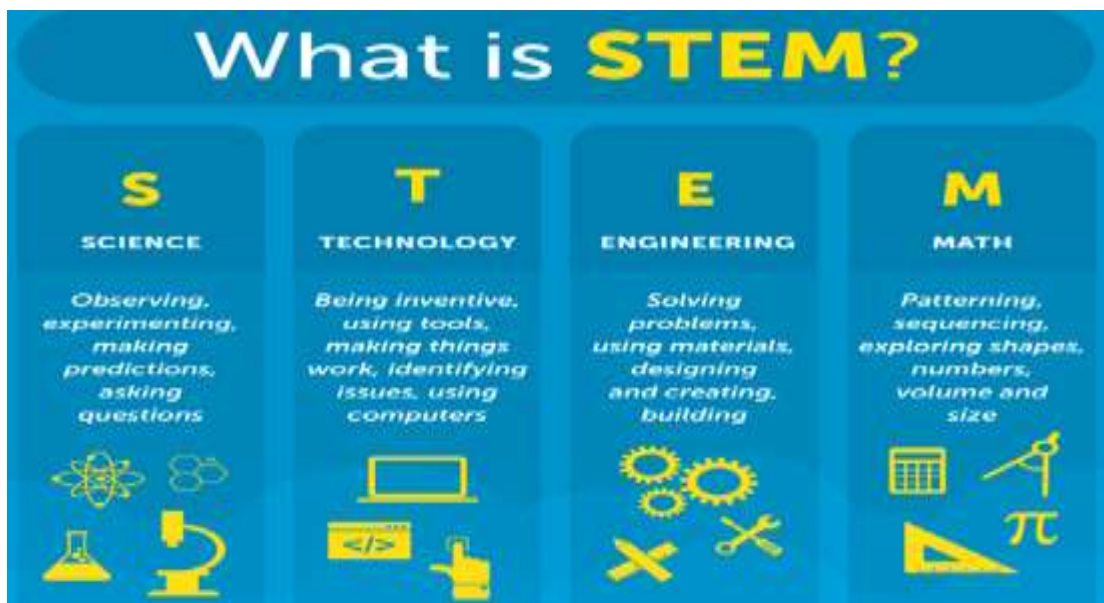 What is STEM?
S
SCIENCE
Observing,
experimenting,
making
predictions,
asking
questions
T
TECHNOLOGY
Being inventive,
using tools,
making things
work, identifying
issues, using
computers
</>
E
ENGINEERING
Solving
problems,
using materials,
designing
and creating,
building
M
MATH
Patterning,
sequencing,
exploring shapes,
numbers,
volume and
size
π